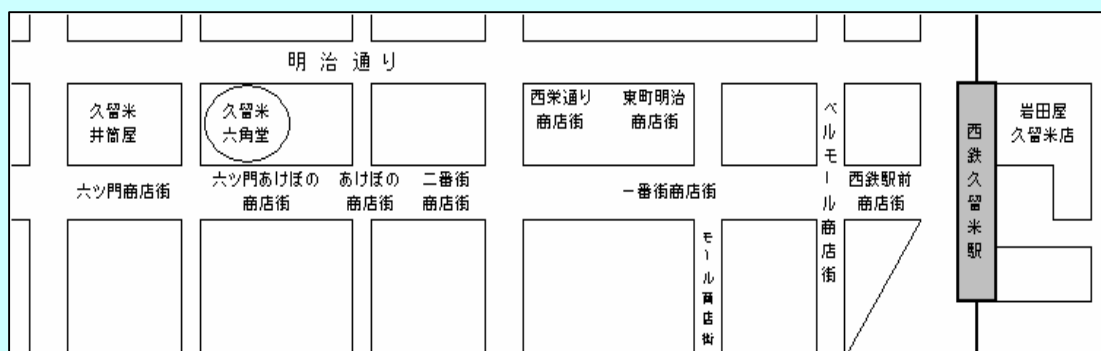 明治通り
久留米
井筒屋
久留米
六角堂
西栄通り
商店街
東町明治
商店街
ベルモール商店街
西鉄久留米駅
岩田屋
久留米店
六ツ門商店街
六ツ門あけぼの
商店街
あけぼの
商店街
二番街
商店街
一番街商店街
西鉄駅前
商店街
モール商店街